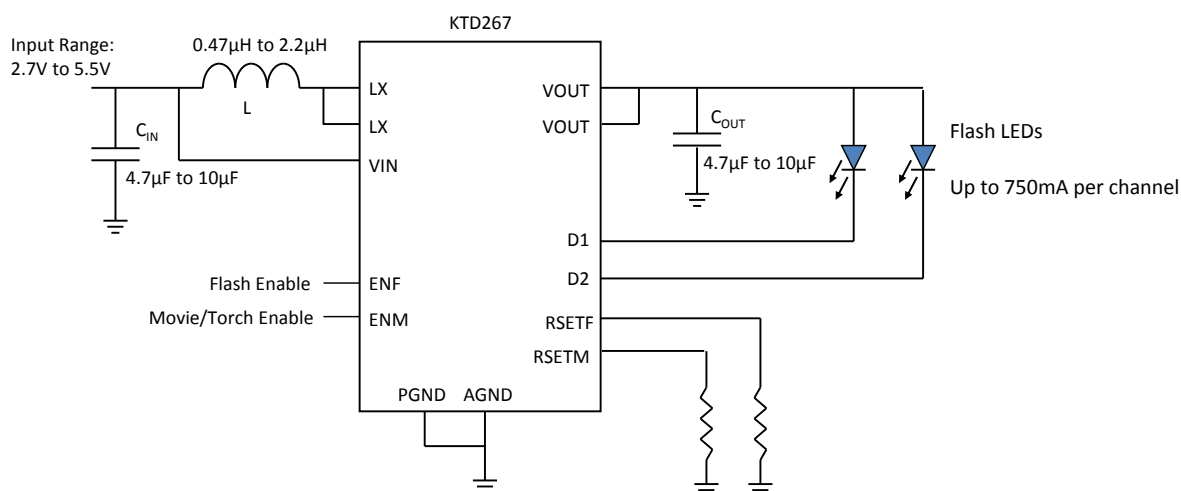 KTD267
Input Range:
2.7V to 5.5V
0.47µH to 2.2µH
L
C_IN
4.7µF to 10µF
LX
LX
VIN
VOUT
VOUT
C_OUT
4.7µF to 10µF
Flash LEDs
Up to 750mA per channel
D1
D2
Flash Enable
ENF
Movie/Torch Enable
ENM
RSETF
RSETM
PGND AGND